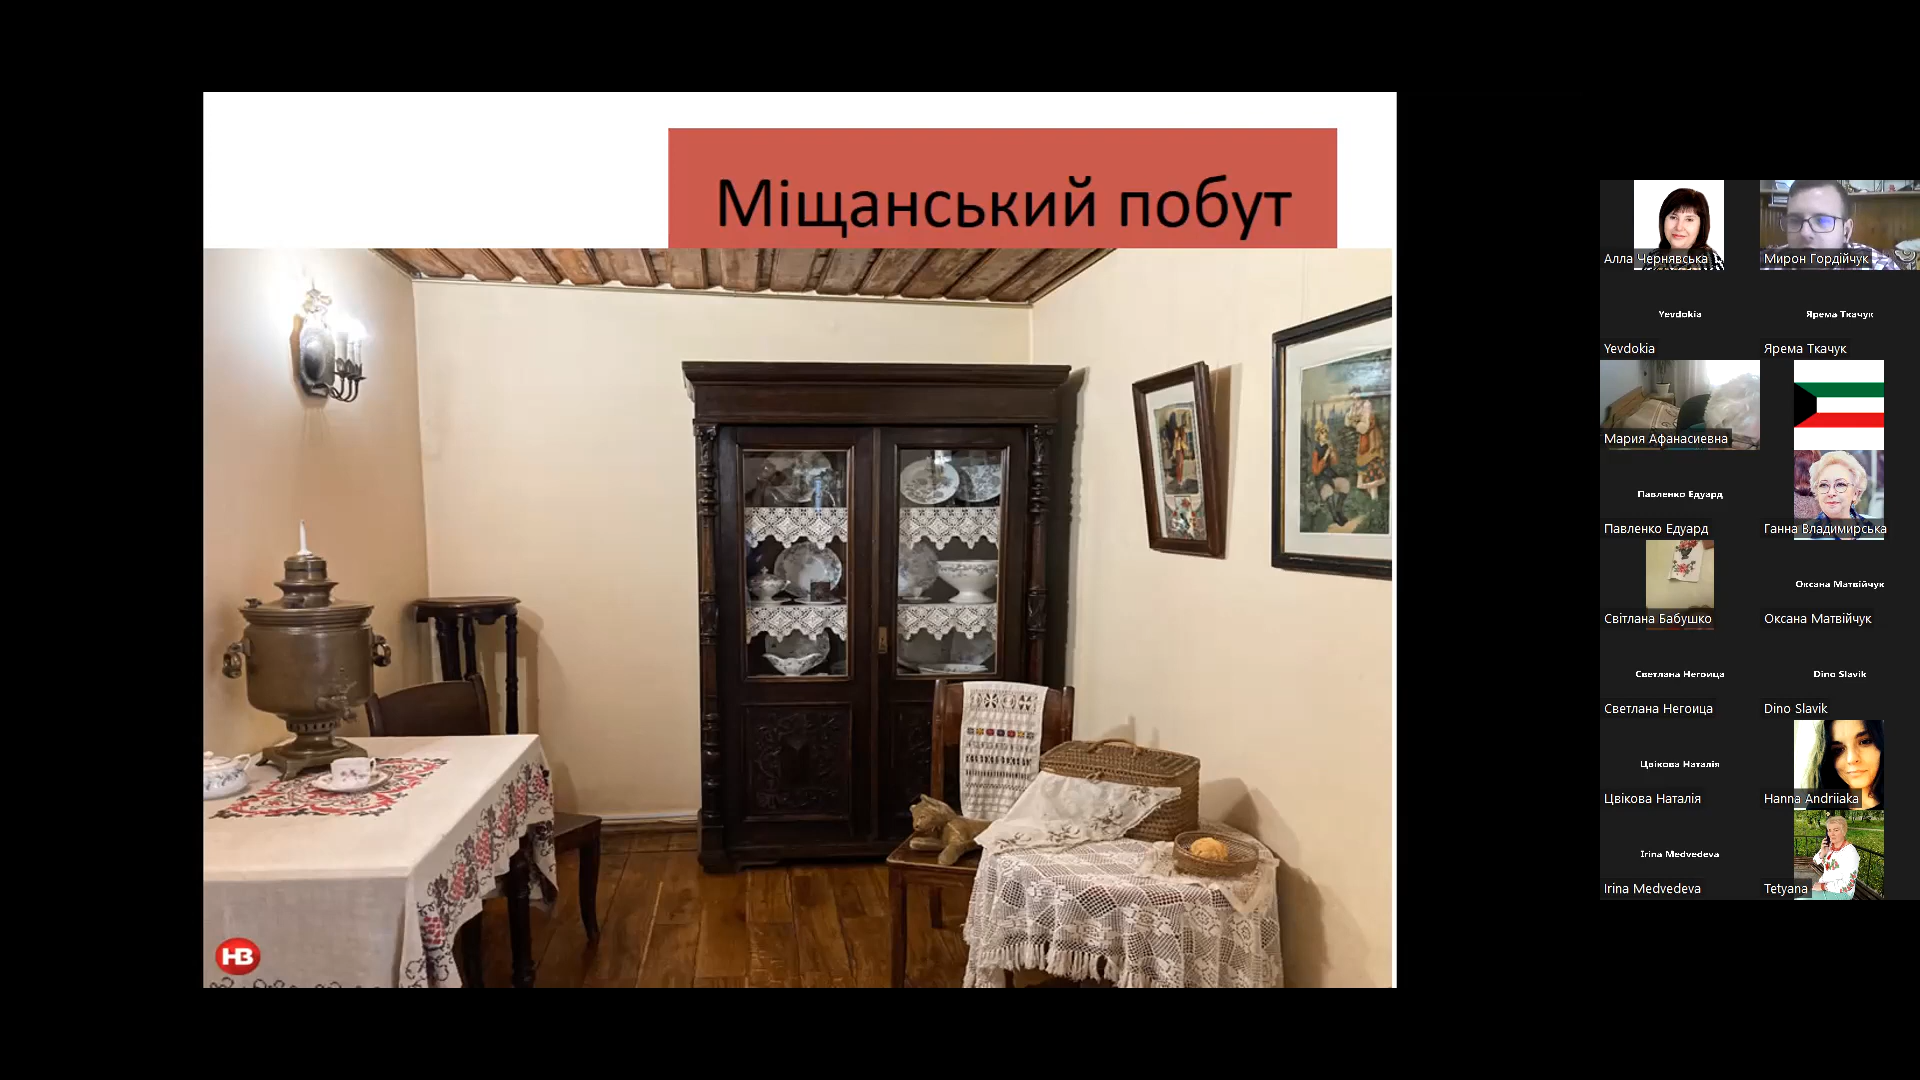 Міщанський побут
НВ
Алла Чернявська
Мирон Гордійчук
Yevdokia
Ярема Ткачук
Yevdokia
Ярема Ткачук
Мария Афанасиевна
Павленко Едуард
Павленко Едуард
Ганна Владимирська
Оксана Матвійчук
Світлана Бабушко
Оксана Матвійчук
Светлана Негоица
Dino Slavik
Светлана Негоица
Dino Slavik
Цвікова Наталія
Цвікова Наталія
Hanna Andriiaka
Irina Medvedeva
Irina Medvedeva
Tetyana